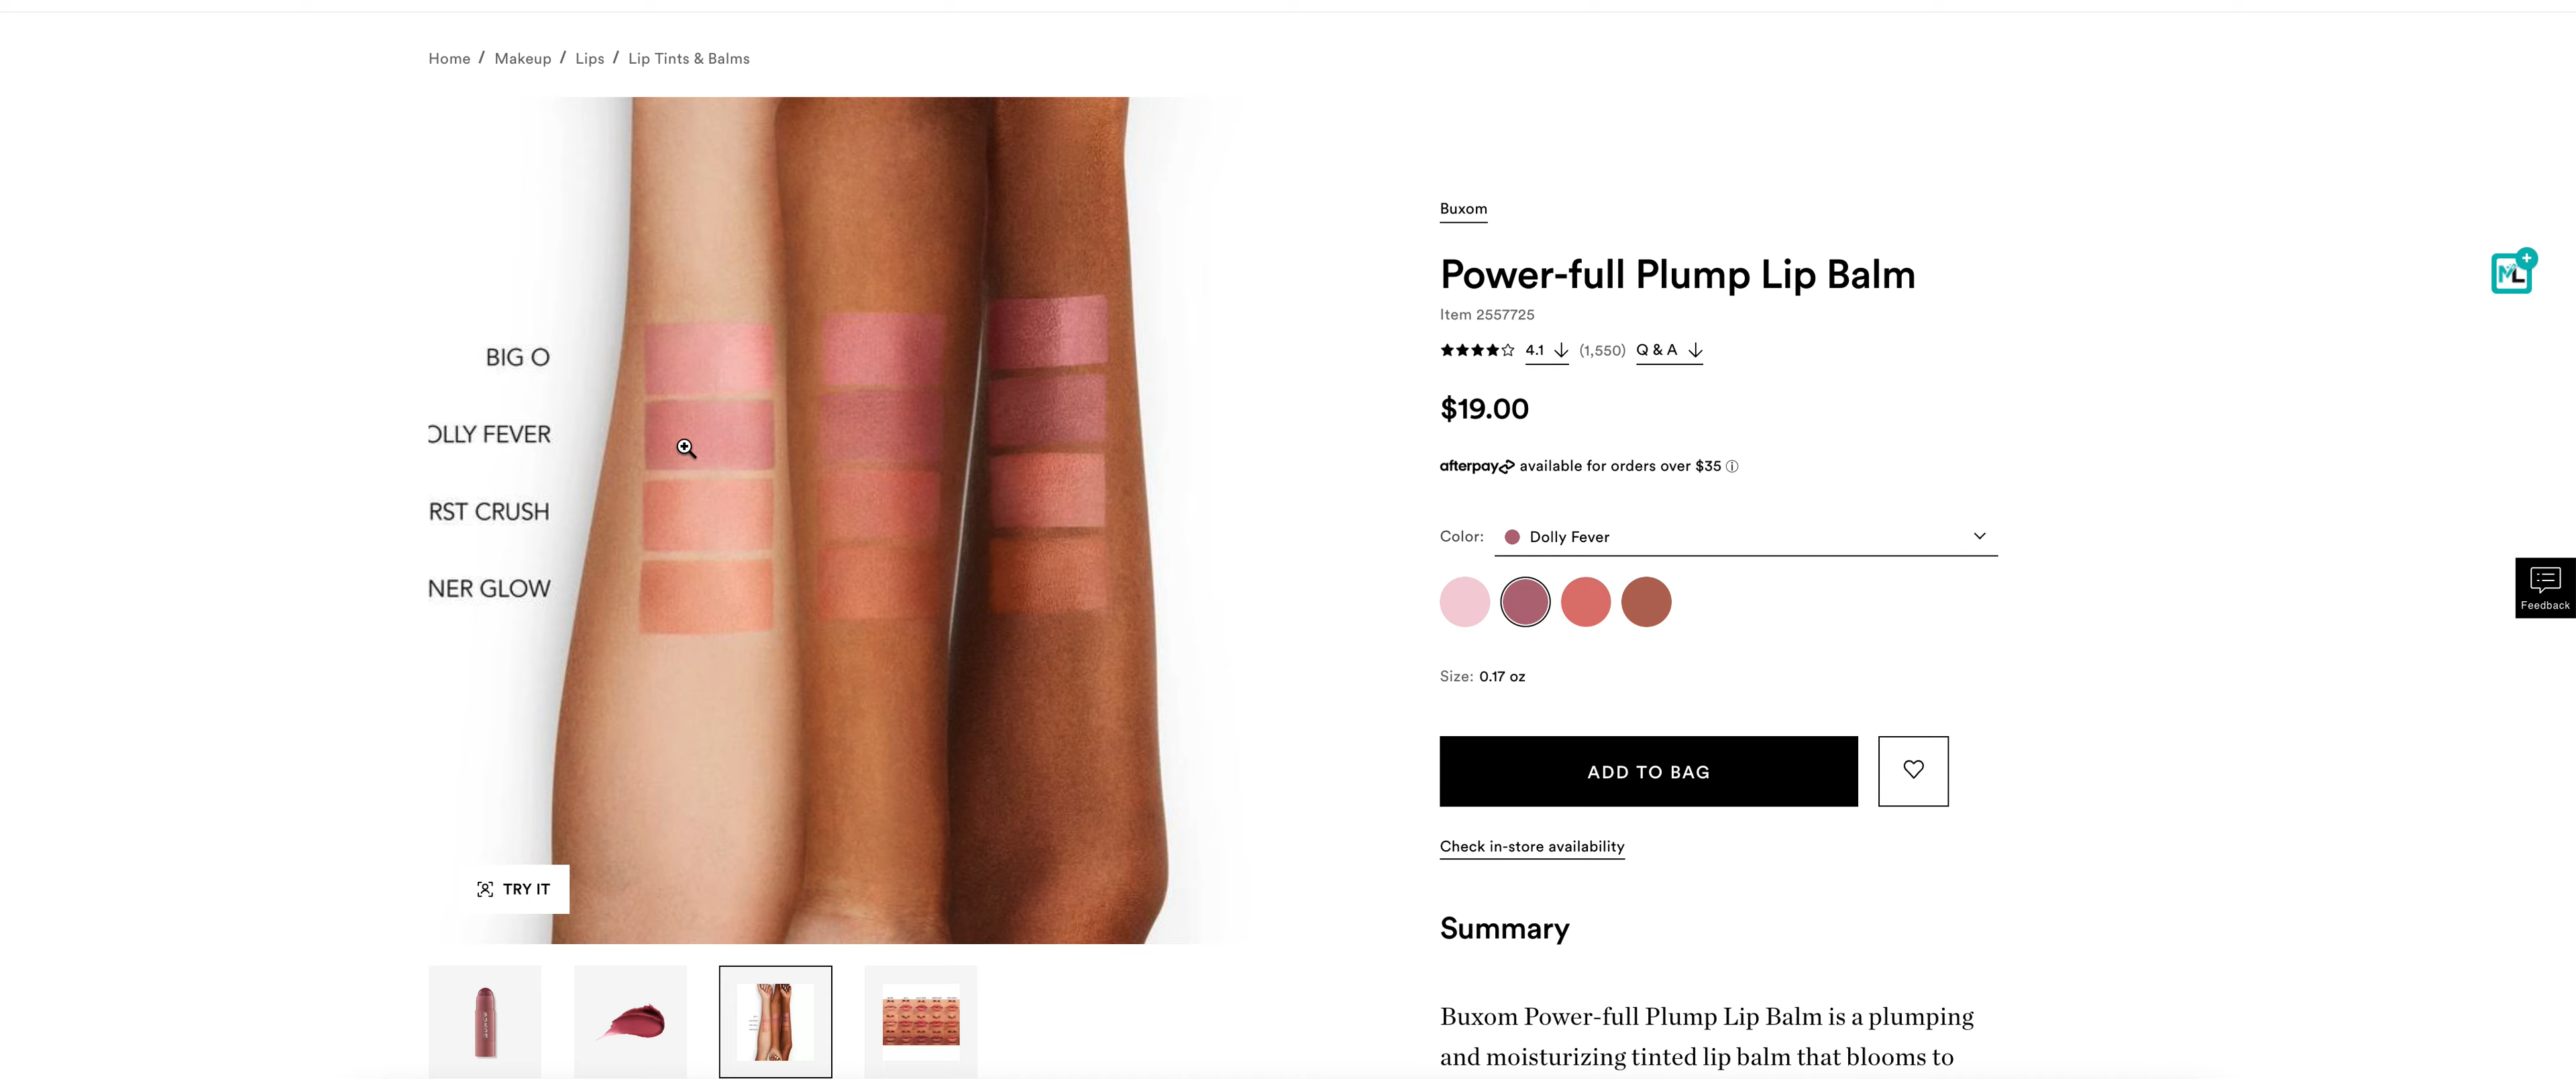 Home / Makeup / Lips / Lip Tints & Balms
BIG O
OLLY FEVER
RST CRUSH
NER GLOW
TRY IT
Buxom
Power-full Plump Lip Balm
Item 2557725
4.1 (1,550) Q & A
$19.00
afterpay available for orders over $35
Color: Dolly Fever
Size: 0.17 oz
ADD TO BAG
Check in-store availability
Summary
Buxom Power-full Plump Lip Balm is a plumping
and moisturizing tinted lip balm that blooms to
ML
Feedback